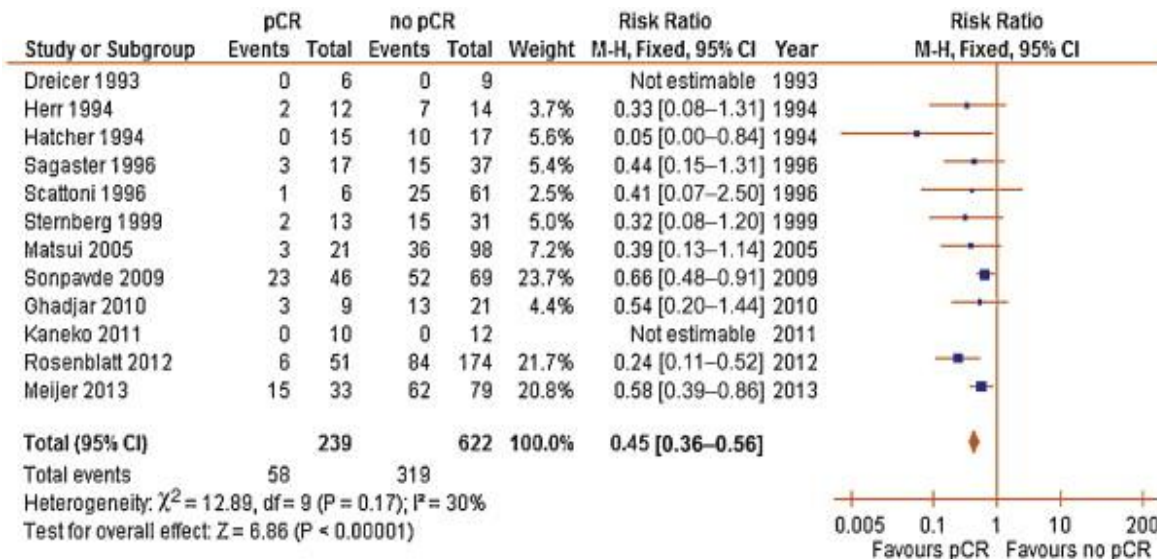 pCR no pCR Risk Ratio Risk Ratio
Study or Subgroup Events Total Events Total Weight M-H, Fixed, 95% CI Year M-H, Fixed, 95% CI
Dreicer 1993 0 6 0 9 Not estimable 1993
Herr 1994 2 12 7 14 3.7% 0.33 [0.08–1.31] 1994
Hatcher 1994 0 15 10 17 5.6% 0.05 [0.00–0.84] 1994
Sagaster 1996 3 17 15 37 5.4% 0.44 [0.15–1.31] 1996
Scattoni 1996 1 6 25 61 2.5% 0.41 [0.07–2.50] 1996
Sternberg 1999 2 13 15 31 5.0% 0.32 [0.08–1.20] 1999
Matsui 2005 3 21 36 98 7.2% 0.39 [0.13–1.14] 2005
Sonpavde 2009 23 46 52 69 23.7% 0.66 [0.48–0.91] 2009
Ghadjar 2010 3 9 13 21 4.4% 0.54 [0.20–1.44] 2010
Kaneko 2011 0 10 0 12 Not estimable 2011
Rosenblatt 2012 6 51 84 174 21.7% 0.24 [0.11–0.52] 2012
Meijer 2013 15 33 62 79 20.8% 0.58 [0.39–0.86] 2013
Total (95% CI) 239 622 100.0% 0.45 [0.36–0.56]
Total events 58 319
Heterogeneity: χ² = 12.89, df = 9 (P = 0.17); I² = 30%
Test for overall effect: Z = 6.86 (P < 0.00001)
0.005 0.1 1 10 200
Favours pCR Favours no pCR